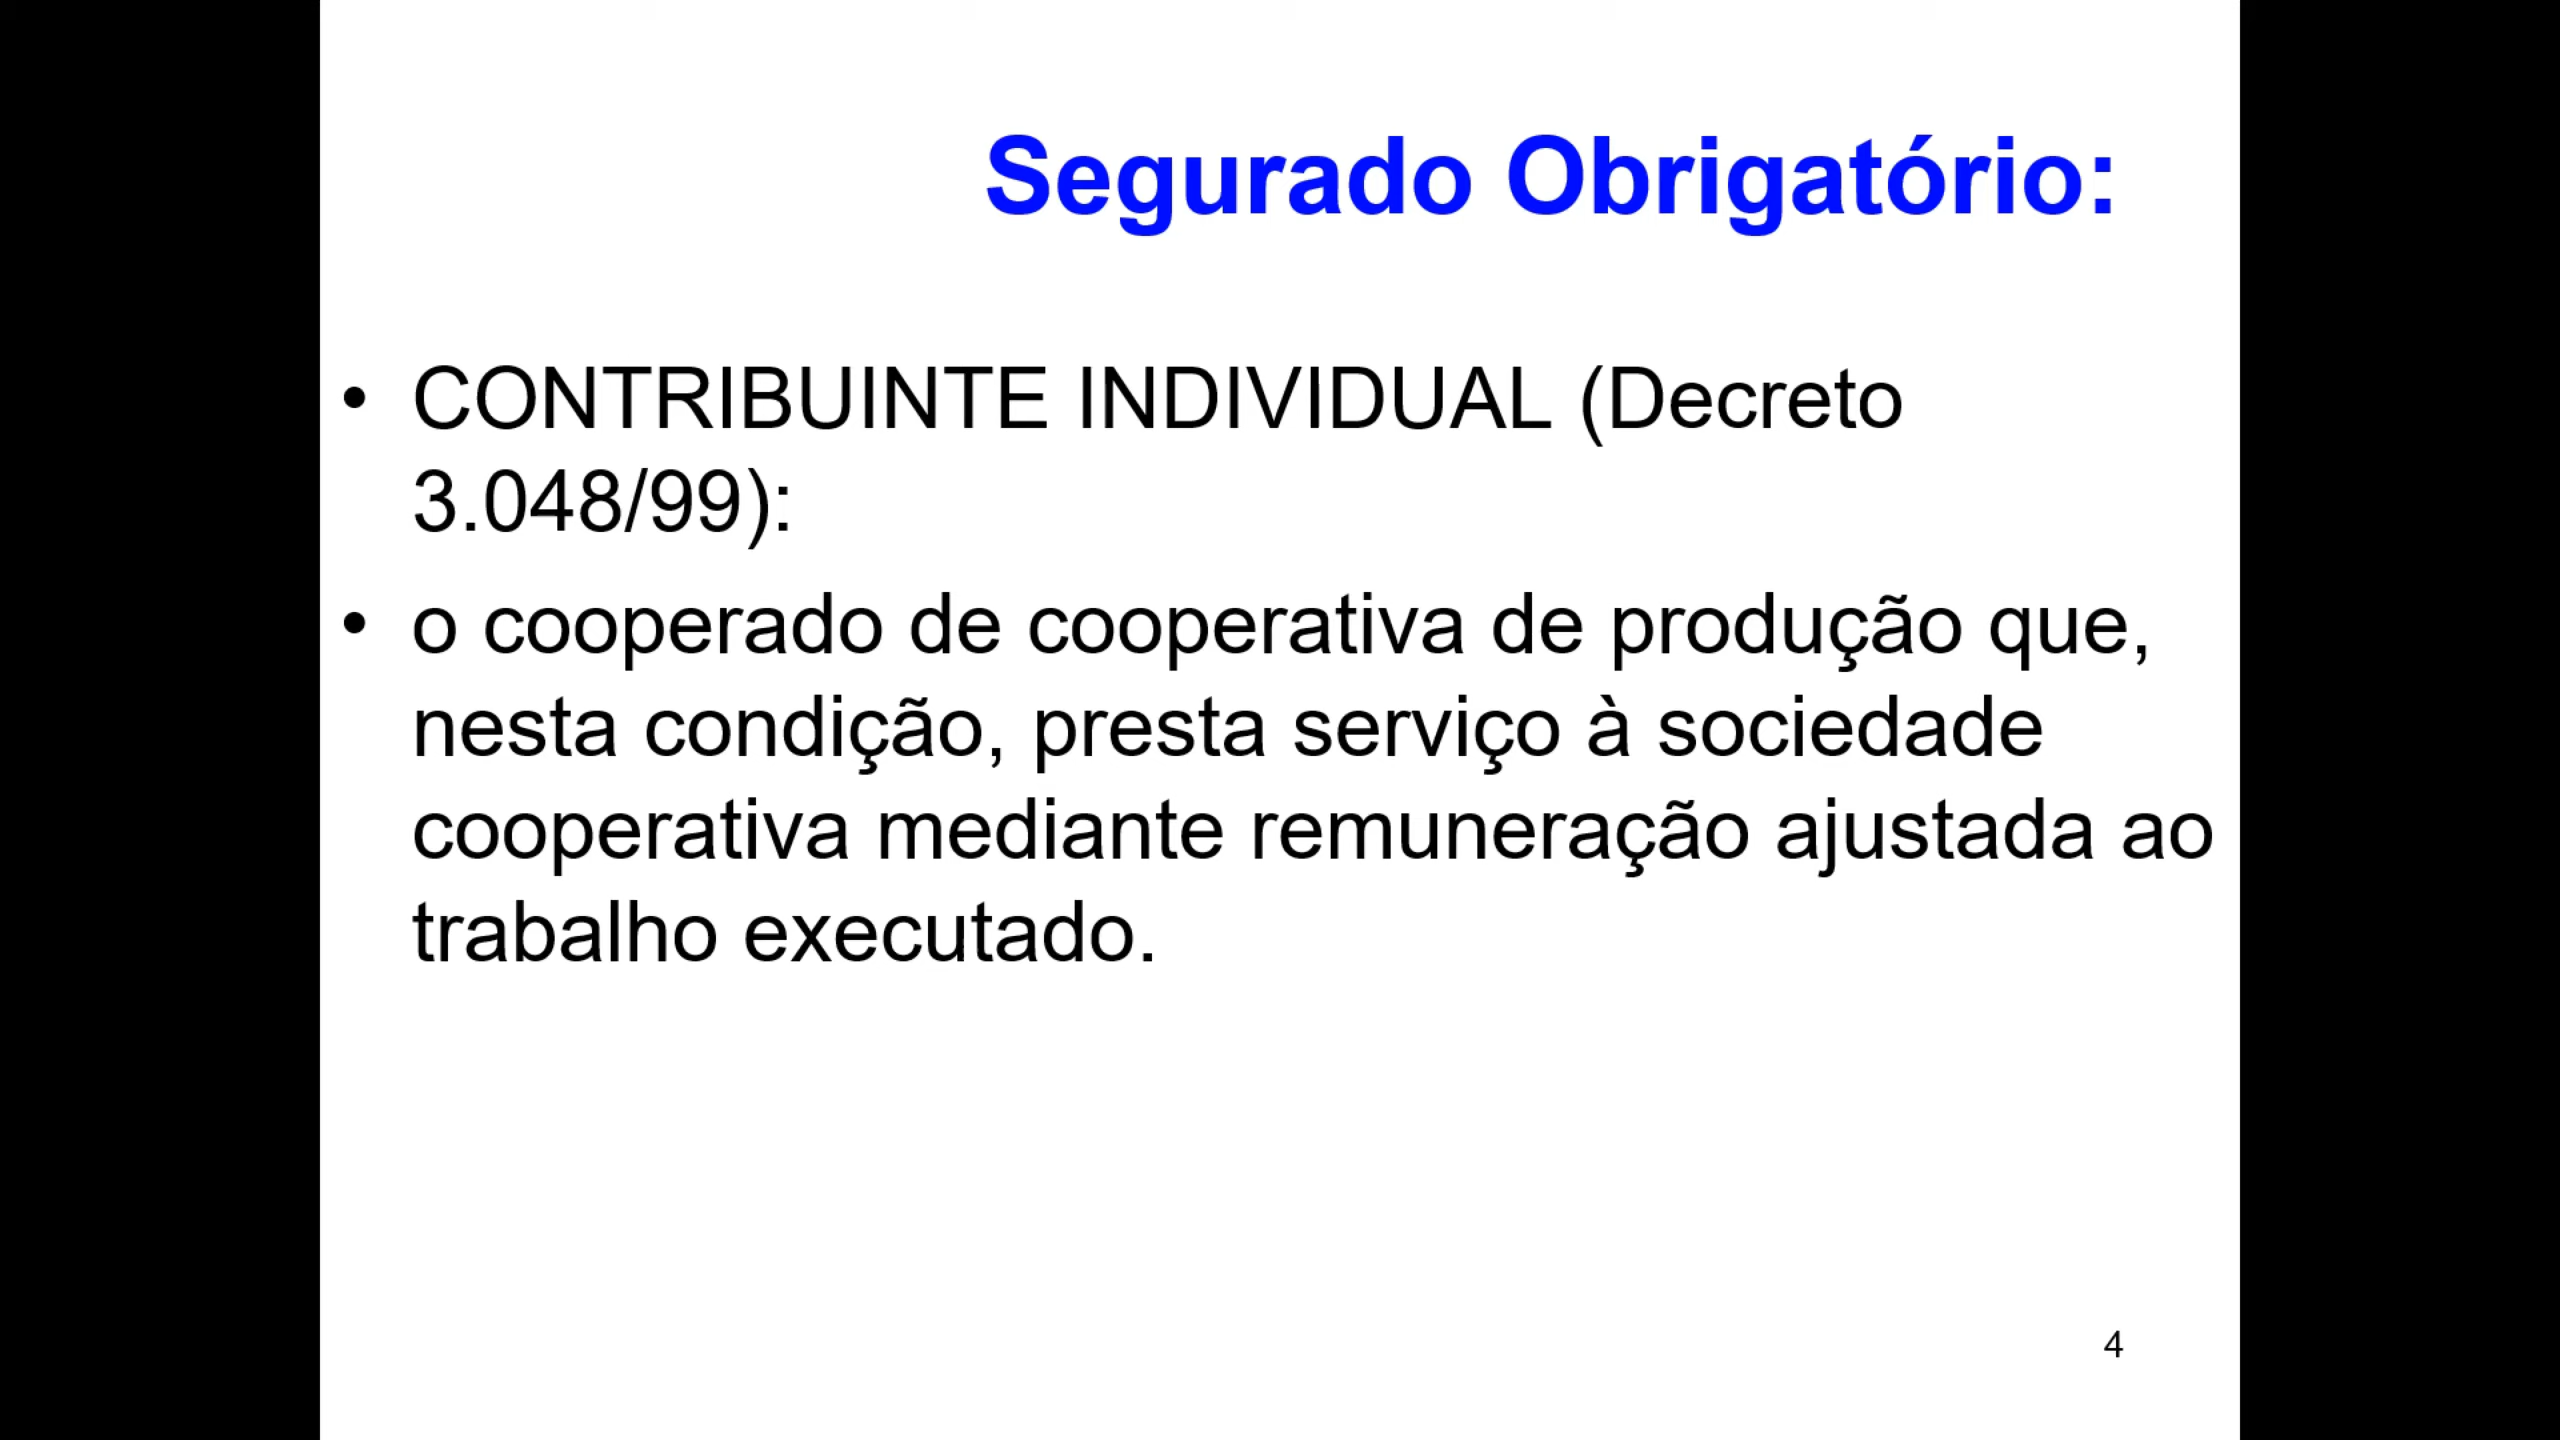 Segurado Obrigatório:
• CONTRIBUINTE INDIVIDUAL (Decreto
3.048/99):
• o cooperado de cooperativa de produção que,
nesta condição, presta serviço à sociedade
cooperativa mediante remuneração ajustada ao
trabalho executado.
4